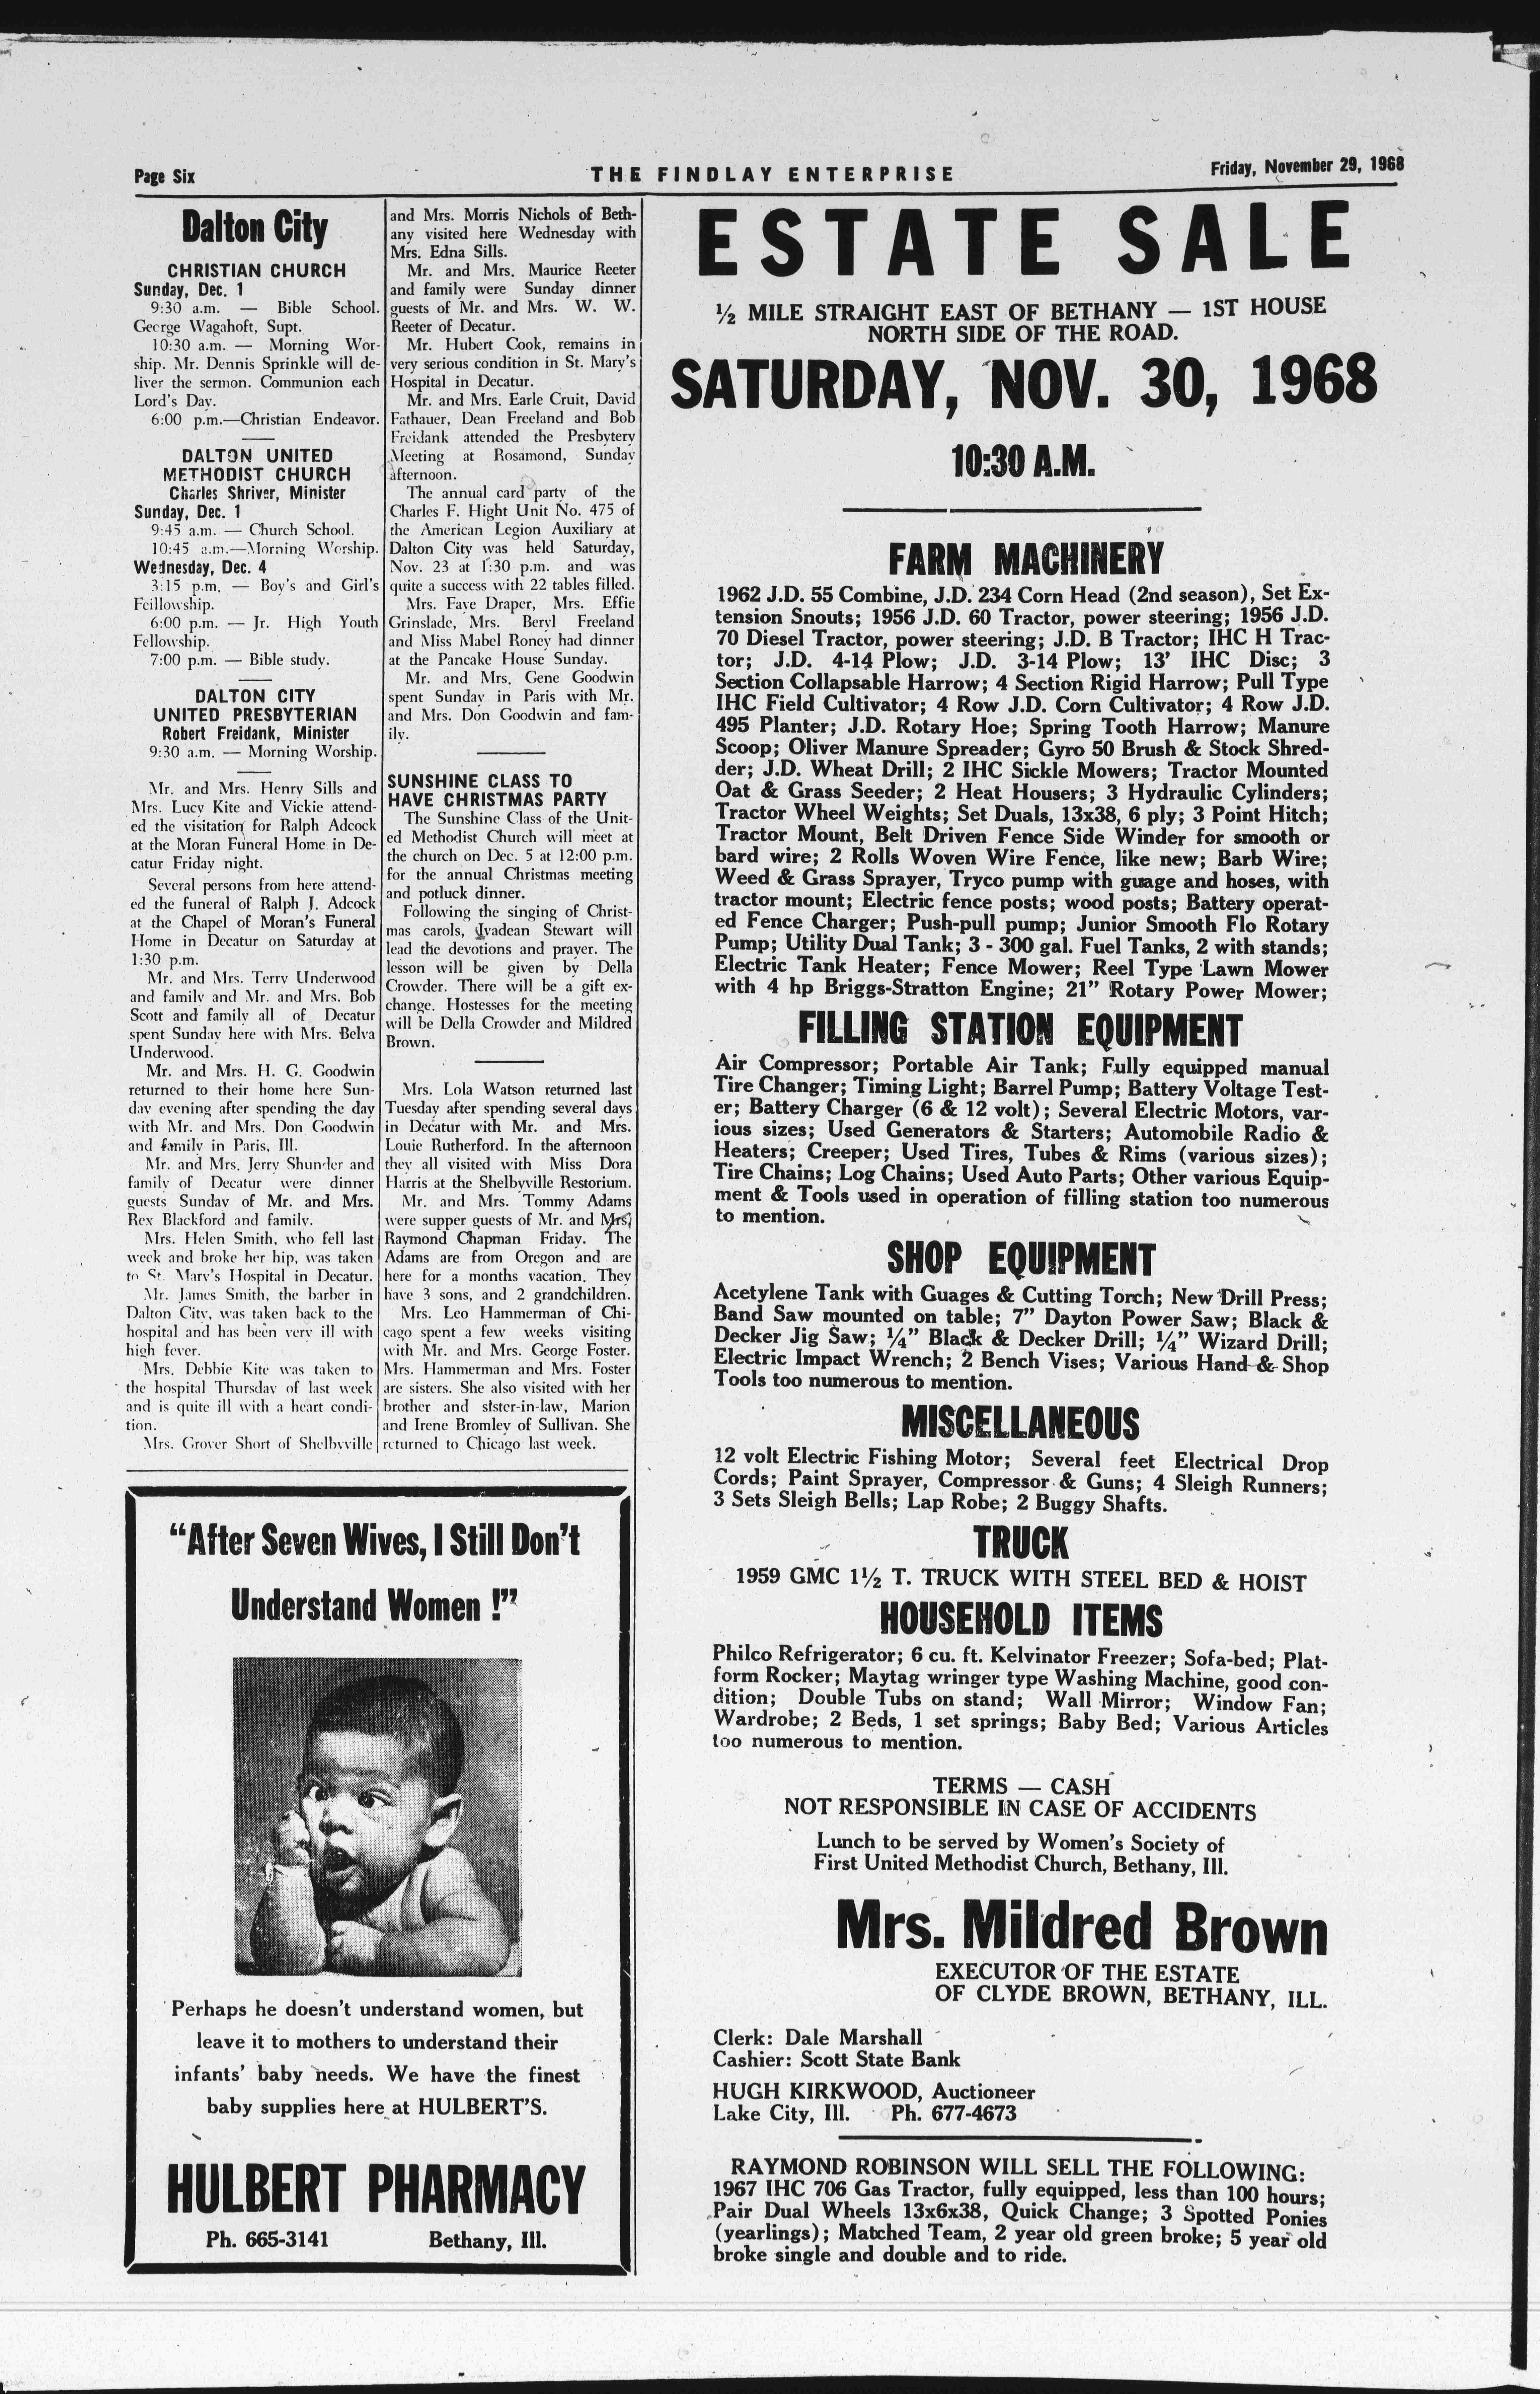 Page Six
THE FINDLAY ENTERPRISE
Friday, November 29, 1968
Dalton City
CHRISTIAN CHURCH
Sunday, Dec. 1
9:30 a.m. — Bible School.
George Wagahoft, Supt.
10:30 a.m. — Morning Wor-
ship. Mr. Dennis Sprinkle will de-
liver the sermon. Communion each
Lord's Day.
6:00 p.m.—Christian Endeavor.
DALTON UNITED
METHODIST CHURCH
Charles Shriver, Minister
Sunday, Dec. 1
9:45 a.m. — Church School.
10:45 a.m.—Morning Worship.
Wednesday, Dec. 4
3:15 p.m. — Boy's and Girl's
Fcillowship.
6:00 p.m. — Jr. High Youth
Fellowship.
7:00 p.m. — Bible study.
DALTON CITY
UNITED PRESBYTERIAN
Robert Freidank, Minister
9:30 a.m. — Morning Worship.
Mr. and Mrs. Henry Sills and
Mrs. Lucy Kite and Vickie attend-
ed the visitation for Ralph Adcock
at the Moran Funeral Home in De-
catur Friday night.
Several persons from here attend-
ed the funeral of Ralph J. Adcock
at the Chapel of Moran's Funeral
Home in Decatur on Saturday at
1:30 p.m.
Mr. and Mrs. Terry Underwood
and family and Mr. and Mrs. Bob
Scott and family all of Decatur
spent Sunday here with Mrs. Belva
Underwood.
Mr. and Mrs. H. G. Goodwin
returned to their home here Sun-
day evening after spending the day
with Mr. and Mrs. Don Goodwin
and family in Paris, Ill.
Mr. and Mrs. Jerry Shunder and
family of Decatur were dinner
guests Sunday of Mr. and Mrs.
Rex Blackford and family.
Mrs. Helen Smith, who fell last
week and broke her hip, was taken
to St. Mary's Hospital in Decatur.
Mr. James Smith, the barber in
Dalton City, was taken back to the
hospital and has been very ill with
high fever.
Mrs. Debbie Kite was taken to
the hospital Thursday of last week
and is quite ill with a heart condi-
tion.
Mrs. Grover Short of Shelbyville
and Mrs. Morris Nichols of Beth-
any visited here Wednesday with
Mrs. Edna Sills.
Mr. and Mrs. Maurice Reeter
and family were Sunday dinner
guests of Mr. and Mrs. W. W.
Reeter of Decatur.
Mr. Hubert Cook, remains in
very serious condition in St. Mary's
Hospital in Decatur.
Mr. and Mrs. Earle Cruit, David
Fathauer, Dean Freeland and Bob
Freidank attended the Presbytery
Meeting at Rosamond, Sunday
afternoon.
The annual card party of the
Charles F. Hight Unit No. 475 of
the American Legion Auxiliary at
Dalton City was held Saturday,
Nov. 23 at 1:30 p.m. and was
quite a success with 22 tables filled.
Mrs. Faye Draper, Mrs. Effie
Grinslade, Mrs. Beryl Freeland
and Miss Mabel Roney had dinner
at the Pancake House Sunday.
Mr. and Mrs. Gene Goodwin
spent Sunday in Paris with Mr.
and Mrs. Don Goodwin and fam-
ily.
SUNSHINE CLASS TO
HAVE CHRISTMAS PARTY
The Sunshine Class of the Unit-
ed Methodist Church will meet at
the church on Dec. 5 at 12:00 p.m.
for the annual Christmas meeting
and potluck dinner.
Following the singing of Christ-
mas carols, Ivadean Stewart will
lead the devotions and prayer. The
lesson will be given by Della
Crowder. There will be a gift ex-
change. Hostesses for the meeting
will be Della Crowder and Mildred
Brown.
Mrs. Lola Watson returned last
Tuesday after spending several days
in Decatur with Mr. and Mrs.
Louie Rutherford. In the afternoon
they all visited with Miss Dora
Harris at the Shelbyville Restorium.
Mr. and Mrs. Tommy Adams
were supper guests of Mr. and Mrs.
Raymond Chapman Friday. The
Adams are from Oregon and are
here for a months vacation. They
have 3 sons, and 2 grandchildren.
Mrs. Leo Hammerman of Chi-
cago spent a few weeks visiting
with Mr. and Mrs. George Foster.
Mrs. Hammerman and Mrs. Foster
are sisters. She also visited with her
brother and stster-in-law, Marion
and Irene Bromley of Sullivan. She
returned to Chicago last week.
"After Seven Wives, I Still Don't
Understand Women !"
Perhaps he doesn't understand women, but
leave it to mothers to understand their
infants' baby needs. We have the finest
baby supplies here at HULBERT'S.
HULBERT PHARMACY
Ph. 665-3141 Bethany, Ill.
ESTATE SALE
½ MILE STRAIGHT EAST OF BETHANY — 1ST HOUSE
NORTH SIDE OF THE ROAD.
SATURDAY, NOV. 30, 1968
10:30 A.M.
FARM MACHINERY
1962 J.D. 55 Combine, J.D. 234 Corn Head (2nd season), Set Ex-
tension Snouts; 1956 J.D. 60 Tractor, power steering; 1956 J.D.
70 Diesel Tractor, power steering; J.D. B Tractor; IHC H Trac-
tor; J.D. 4-14 Plow; J.D. 3-14 Plow; 13' IHC Disc; 3
Section Collapsable Harrow; 4 Section Rigid Harrow; Pull Type
IHC Field Cultivator; 4 Row J.D. Corn Cultivator; 4 Row J.D.
495 Planter; J.D. Rotary Hoe; Spring Tooth Harrow; Manure
Scoop; Oliver Manure Spreader; Gyro 50 Brush & Stock Shred-
der; J.D. Wheat Drill; 2 IHC Sickle Mowers; Tractor Mounted
Oat & Grass Seeder; 2 Heat Housers; 3 Hydraulic Cylinders;
Tractor Wheel Weights; Set Duals, 13x38, 6 ply; 3 Point Hitch;
Tractor Mount, Belt Driven Fence Side Winder for smooth or
bard wire; 2 Rolls Woven Wire Fence, like new; Barb Wire;
Weed & Grass Sprayer, Tryco pump with guage and hoses, with
tractor mount; Electric fence posts; wood posts; Battery operat-
ed Fence Charger; Push-pull pump; Junior Smooth Flo Rotary
Pump; Utility Dual Tank; 3 - 300 gal. Fuel Tanks, 2 with stands;
Electric Tank Heater; Fence Mower; Reel Type Lawn Mower
with 4 hp Briggs-Stratton Engine; 21" Rotary Power Mower;
FILLING STATION EQUIPMENT
Air Compressor; Portable Air Tank; Fully equipped manual
Tire Changer; Timing Light; Barrel Pump; Battery Voltage Test-
er; Battery Charger (6 & 12 volt); Several Electric Motors, var-
ious sizes; Used Generators & Starters; Automobile Radio &
Heaters; Creeper; Used Tires, Tubes & Rims (various sizes);
Tire Chains; Log Chains; Used Auto Parts; Other various Equip-
ment & Tools used in operation of filling station too numerous
to mention.
SHOP EQUIPMENT
Acetylene Tank with Guages & Cutting Torch; New Drill Press;
Band Saw mounted on table; 7" Dayton Power Saw; Black &
Decker Jig Saw; ¼" Black & Decker Drill; ¼" Wizard Drill;
Electric Impact Wrench; 2 Bench Vises; Various Hand & Shop
Tools too numerous to mention.
MISCELLANEOUS
12 volt Electric Fishing Motor; Several feet Electrical Drop
Cords; Paint Sprayer, Compressor & Guns; 4 Sleigh Runners;
3 Sets Sleigh Bells; Lap Robe; 2 Buggy Shafts.
TRUCK
1959 GMC 1½ T. TRUCK WITH STEEL BED & HOIST
HOUSEHOLD ITEMS
Philco Refrigerator; 6 cu. ft. Kelvinator Freezer; Sofa-bed; Plat-
form Rocker; Maytag wringer type Washing Machine, good con-
dition; Double Tubs on stand; Wall Mirror; Window Fan;
Wardrobe; 2 Beds, 1 set springs; Baby Bed; Various Articles
too numerous to mention.
TERMS — CASH
NOT RESPONSIBLE IN CASE OF ACCIDENTS
Lunch to be served by Women's Society of
First United Methodist Church, Bethany, Ill.
Mrs. Mildred Brown
EXECUTOR OF THE ESTATE
OF CLYDE BROWN, BETHANY, ILL.
Clerk: Dale Marshall
Cashier: Scott State Bank
HUGH KIRKWOOD, Auctioneer
Lake City, Ill. Ph. 677-4673
RAYMOND ROBINSON WILL SELL THE FOLLOWING:
1967 IHC 706 Gas Tractor, fully equipped, less than 100 hours;
Pair Dual Wheels 13x6x38, Quick Change; 3 Spotted Ponies
(yearlings); Matched Team, 2 year old green broke; 5 year old
broke single and double and to ride.